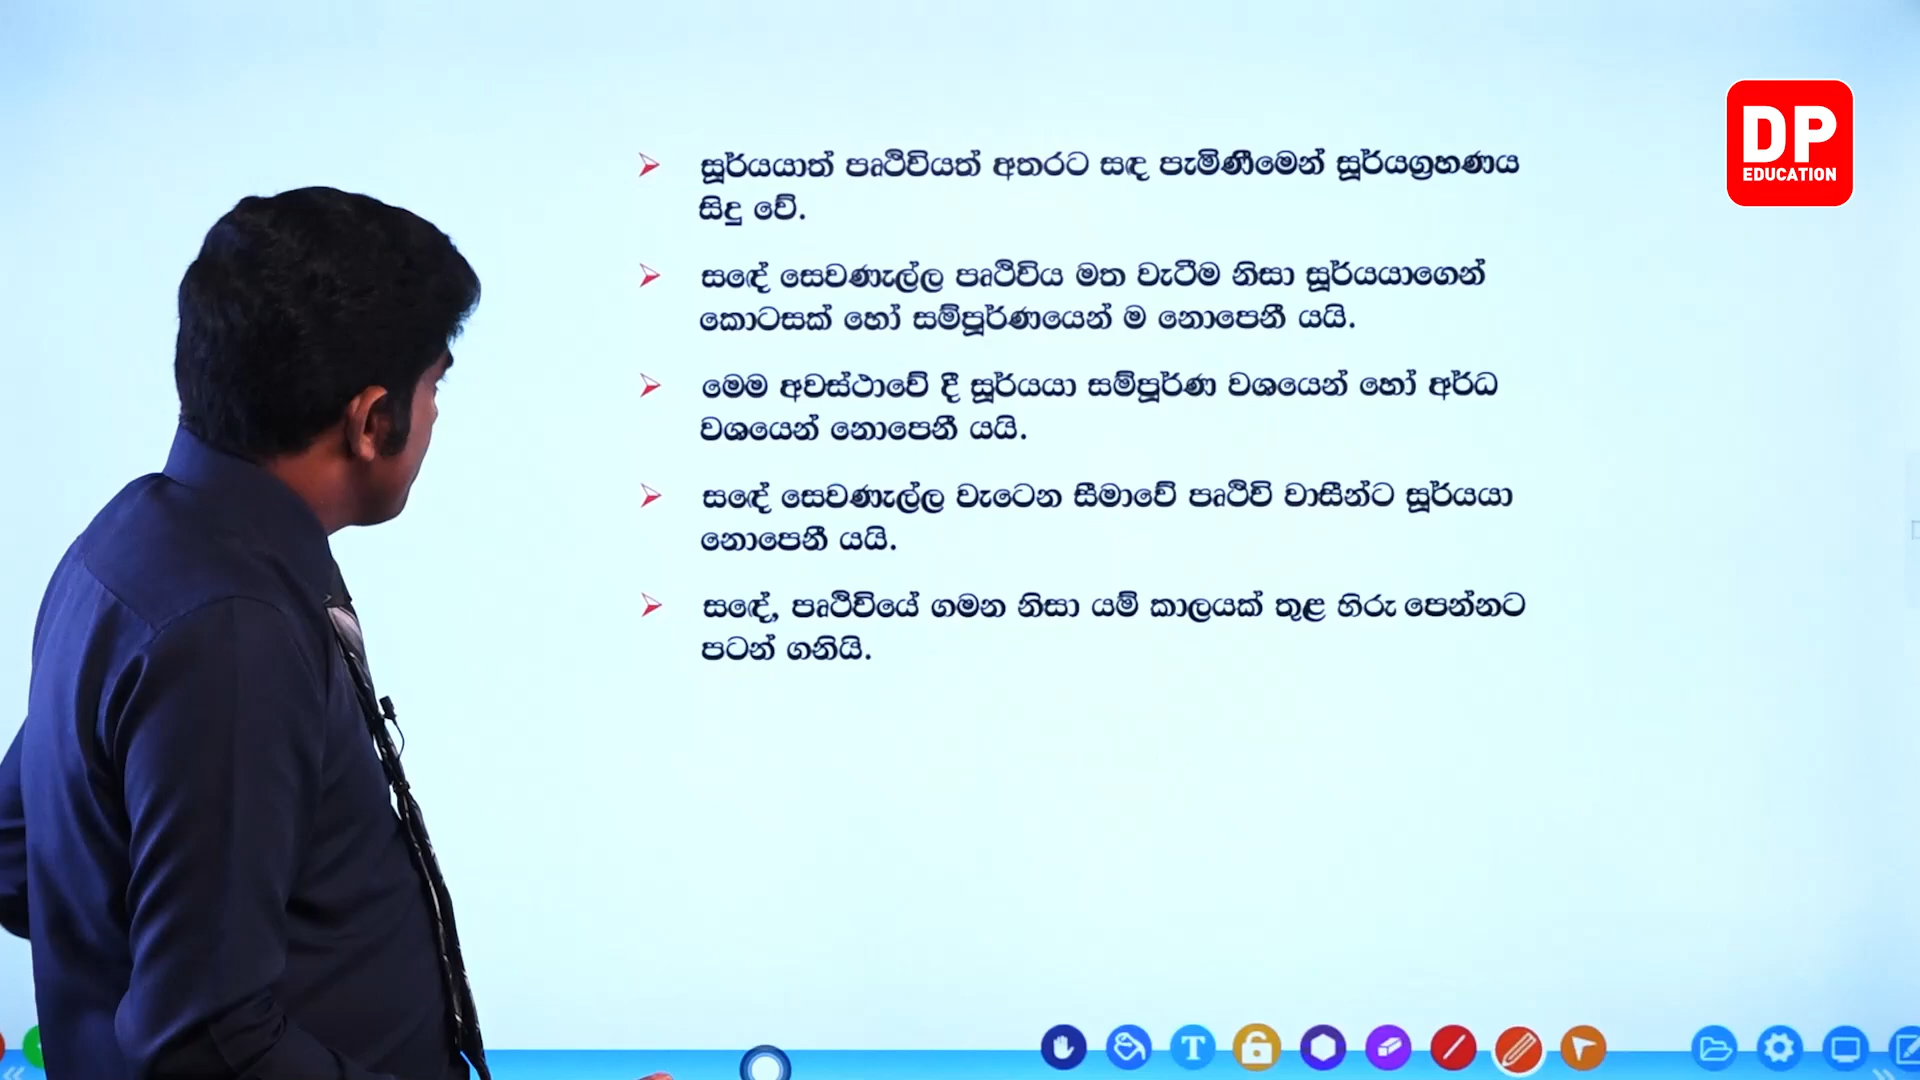 DP
EDUCATION
සූර්යයාත් පෘථිවියත් අතරට සඳ පැමිණීමෙන් සූර්යග්‍රහණය
සිදු වේ.
සඳේ සෙවණැල්ල පෘථිවිය මත වැටීම නිසා සූර්යයාගෙන්
කොටසක් හෝ සම්පූර්ණයෙන් ම නොපෙනී යයි.
මෙම අවස්ථාවේ දී සූර්යයා සම්පූර්ණ වශයෙන් හෝ අර්ධ
වශයෙන් නොපෙනී යයි.
සඳේ සෙවණැල්ල වැටෙන සීමාවේ පෘථිවි වාසීන්ට සූර්යයා
නොපෙනී යයි.
සඳේ, පෘථිවියේ ගමන නිසා යම් කාලයක් තුළ හිරු පෙන්නට
පටන් ගනියි.